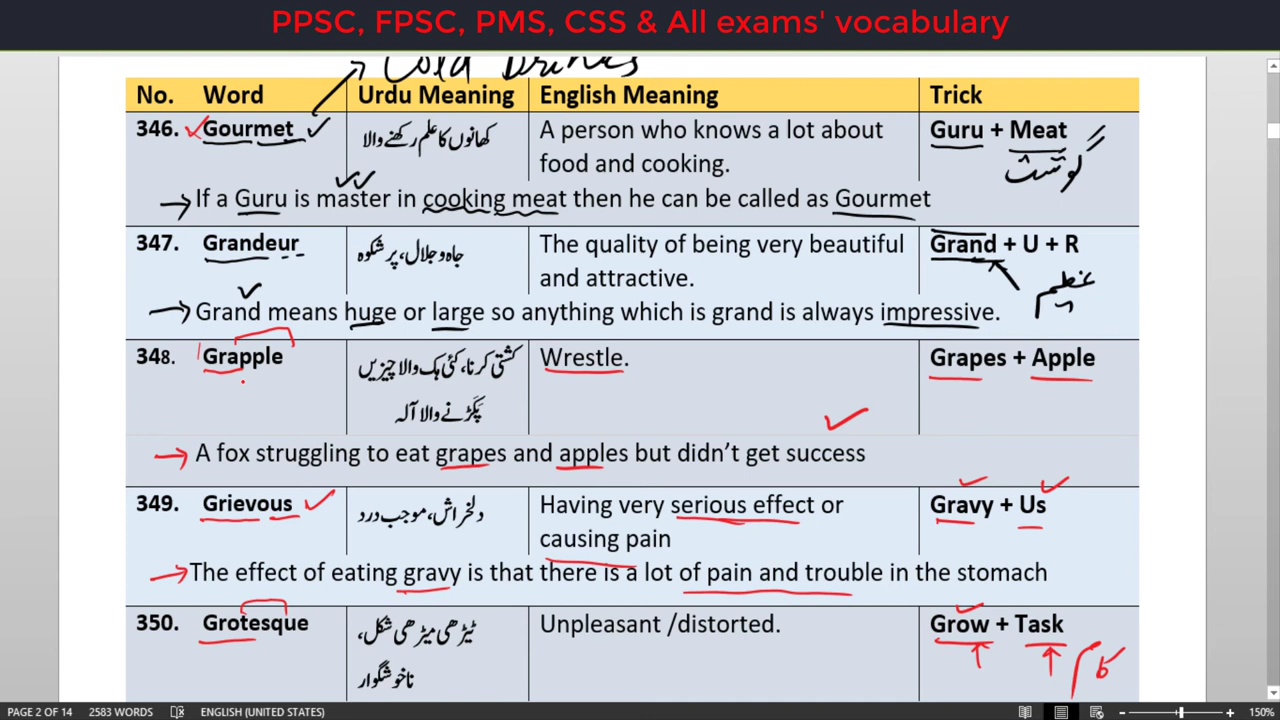 PPSC, FPSC, PMS, CSS & All exams' vocabulary
Cold Drinks
No. Word Urdu Meaning English Meaning Trick
346. Gourmet کھانوں کا علم رکھنے والا A person who knows a lot about Guru + Meat
food and cooking. گوشت
If a Guru is master in cooking meat then he can be called as Gourmet
347. Grandeur جاہ و جلال، پر شکوہ The quality of being very beautiful Grand + U + R
and attractive. عظیم
Grand means huge or large so anything which is grand is always impressive.
348. Grapple کشتی کرنا، کئی ہک والا چیزیں Wrestle. Grapes + Apple
پکڑنے والا آلہ
A fox struggling to eat grapes and apples but didn't get success
349. Grievous دلخراش، موجب درد Having very serious effect or Gravy + Us
causing pain
The effect of eating gravy is that there is a lot of pain and trouble in the stomach
350. Grotesque ٹیڑھی میڑھی شکل، Unpleasant /distorted. Grow + Task
ناخوشگوار کام
PAGE 2 OF 14 2583 WORDS ENGLISH (UNITED STATES) 150%